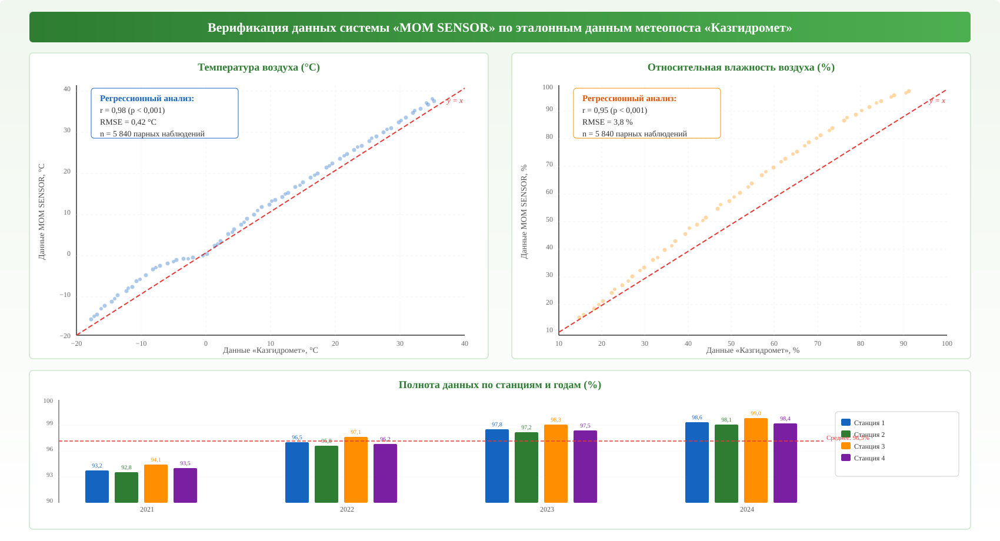 Верификация данных системы «MOM SENSOR» по эталонным данным метеопоста «Казгидромет»
Температура воздуха (°C)
Регрессионный анализ:
r = 0,98 (p < 0,001)
RMSE = 0,42 °C
n = 5 840 парных наблюдений
y = x
40
30
20
10
0
−10
−20
Данные MOM SENSOR, °C
−20 −10 0 10 20 30 40
Данные «Казгидромет», °C
Относительная влажность воздуха (%)
Регрессионный анализ:
r = 0,95 (p < 0,001)
RMSE = 3,8 %
n = 5 840 парных наблюдений
y = x
100
90
80
70
60
50
40
30
20
10
Данные MOM SENSOR, %
10 20 30 40 50 60 70 80 90 100
Данные «Казгидромет», %
Полнота данных по станциям и годам (%)
100
99
96
93
90
93,2 92,8 94,1 93,5
96,5 95,8 97,1 96,2
97,8 97,2 98,3 97,5
98,6 98,1 99,0 98,4
2021 2022 2023 2024
Среднее: 96,5%
Станция 1
Станция 2
Станция 3
Станция 4